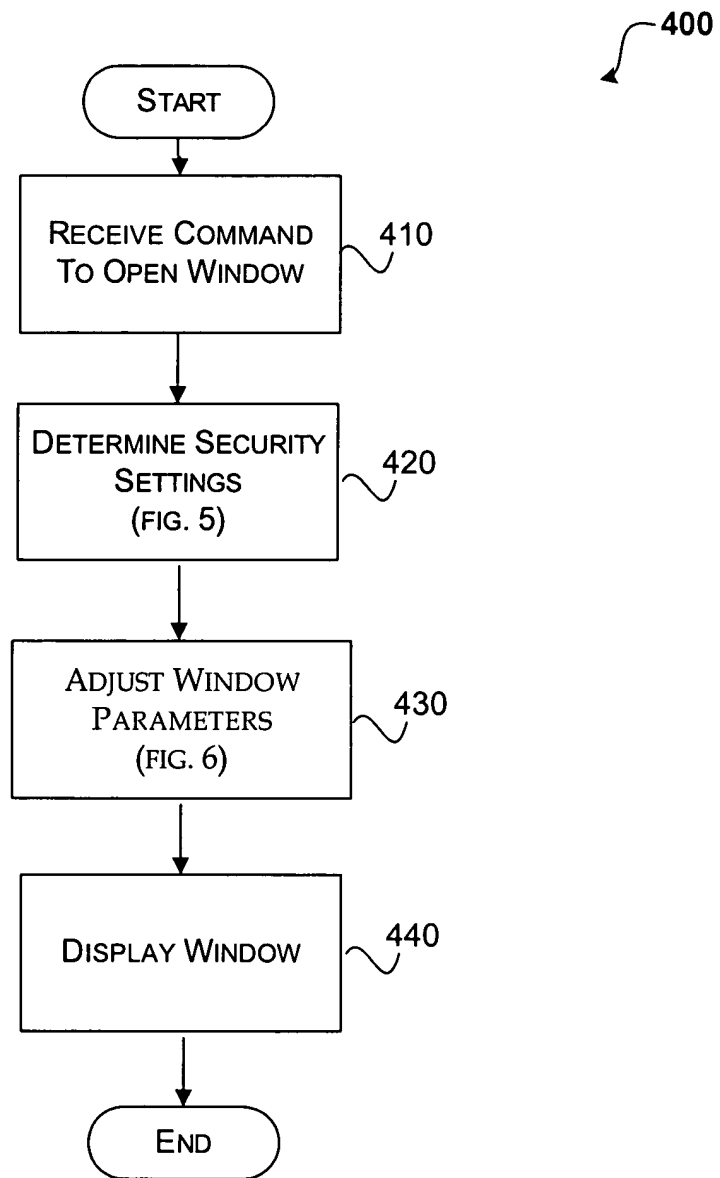 400
START
RECEIVE COMMAND
TO OPEN WINDOW
410
DETERMINE SECURITY
SETTINGS
(FIG. 5)
420
ADJUST WINDOW
PARAMETERS
(FIG. 6)
430
DISPLAY WINDOW
440
END